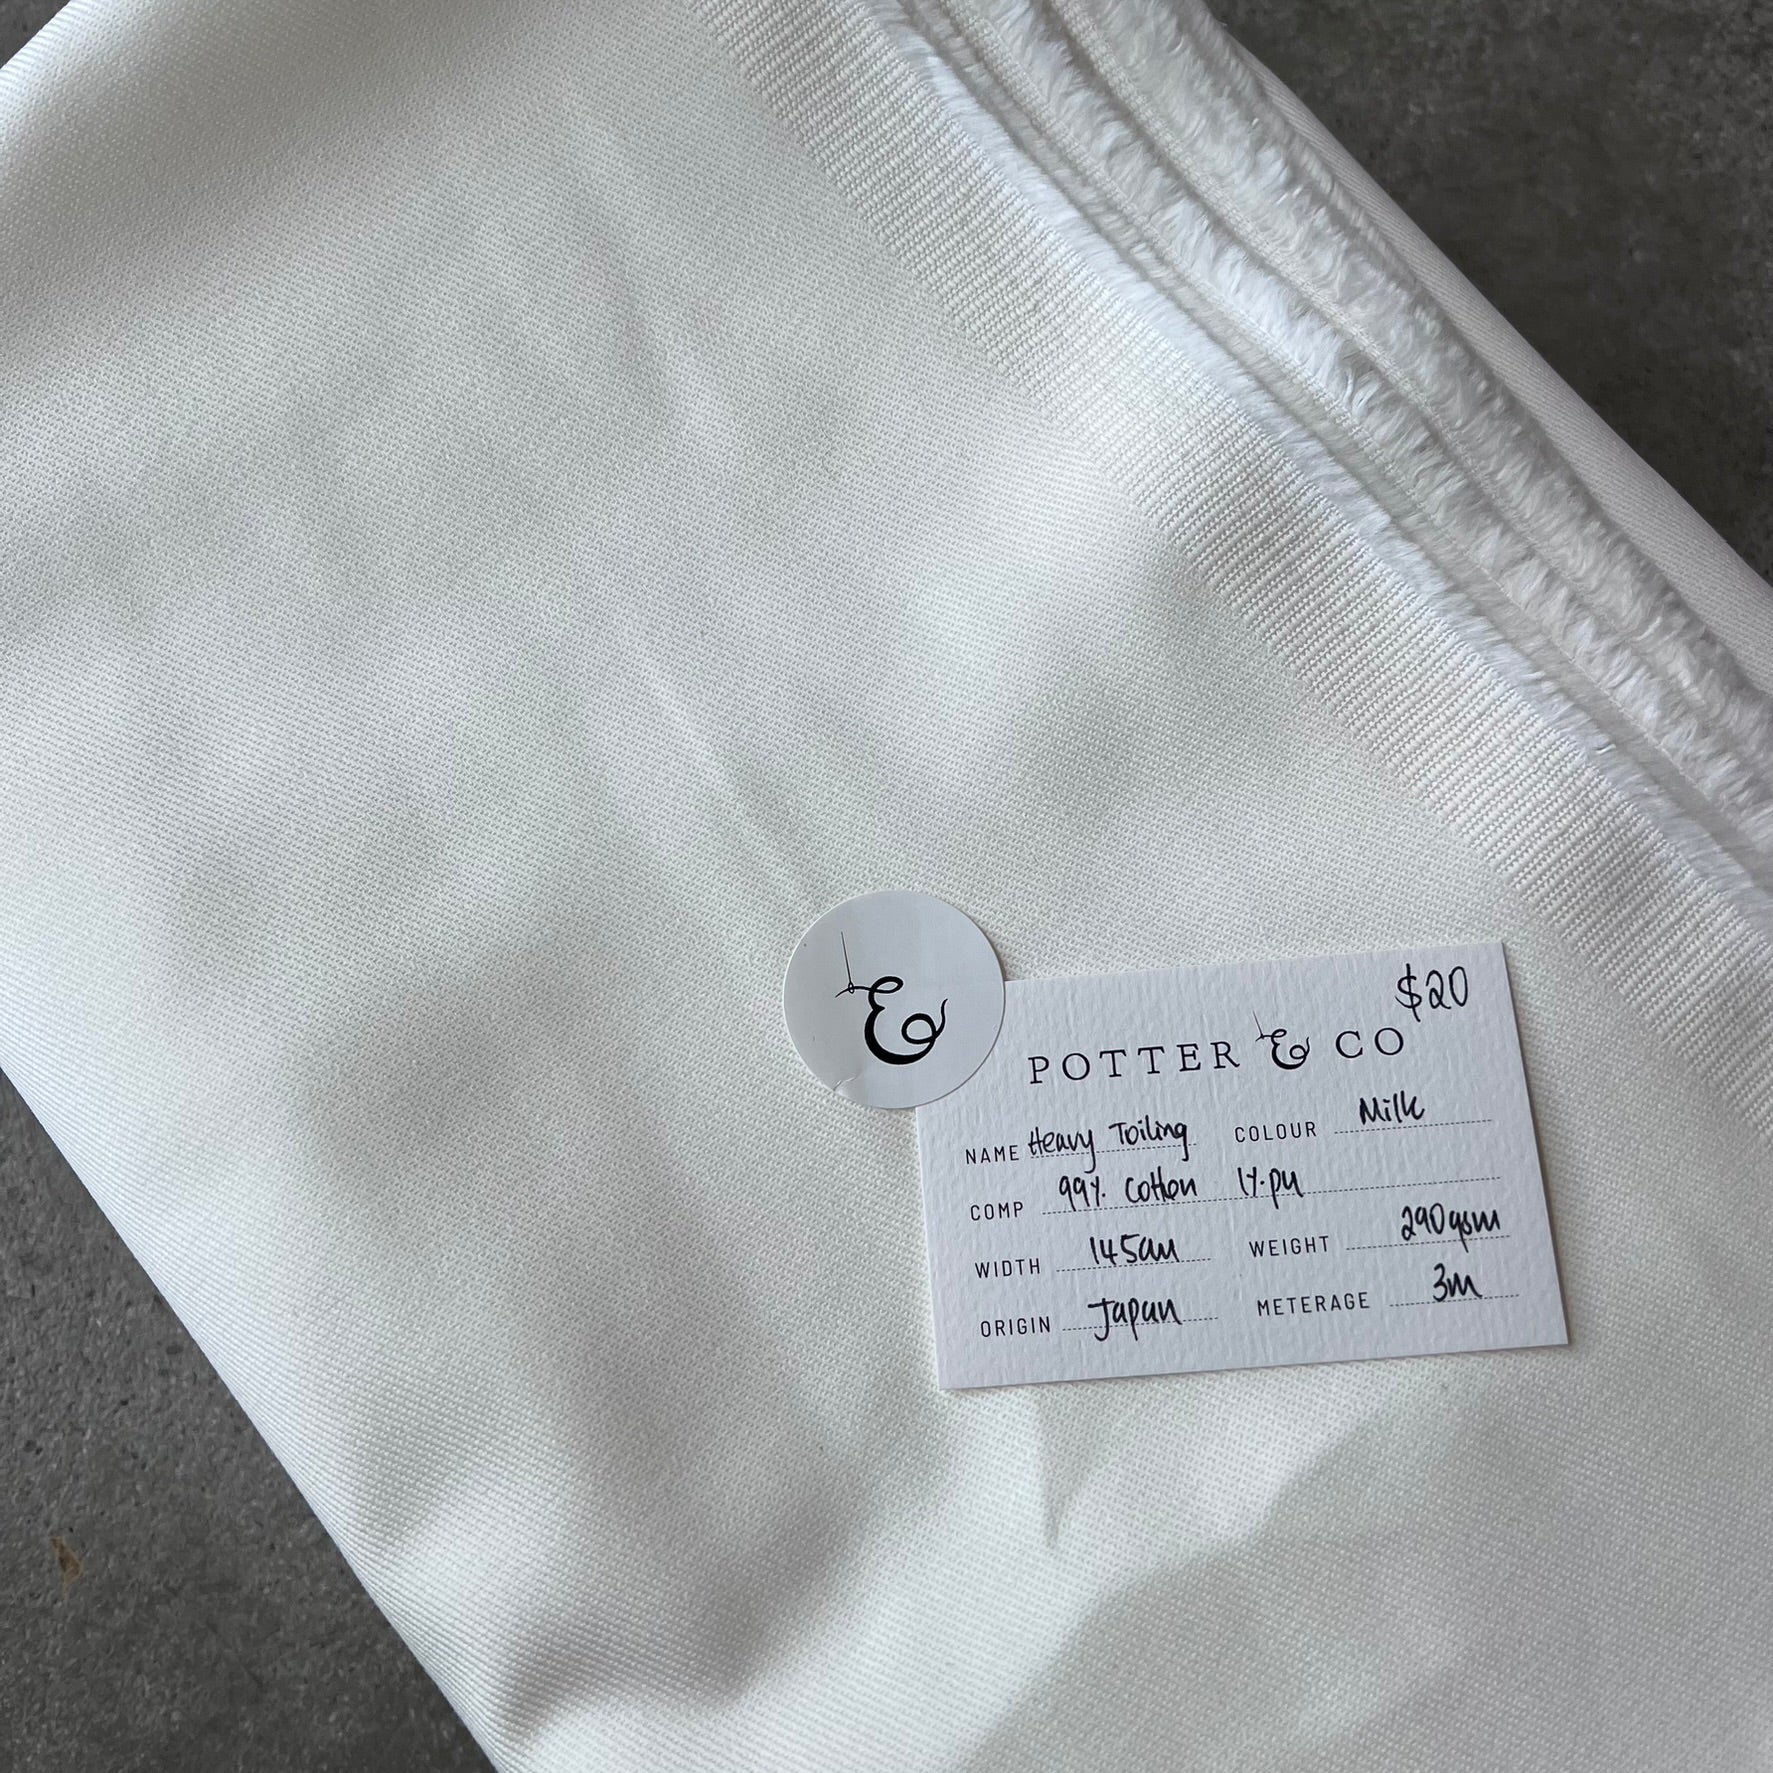 $20
POTTER & CO
NAME Heavy Toiling COLOUR Milk
COMP 99% Cotton 1% pu
WIDTH 145cm WEIGHT 290gsm
ORIGIN Japan METERAGE 3m
&